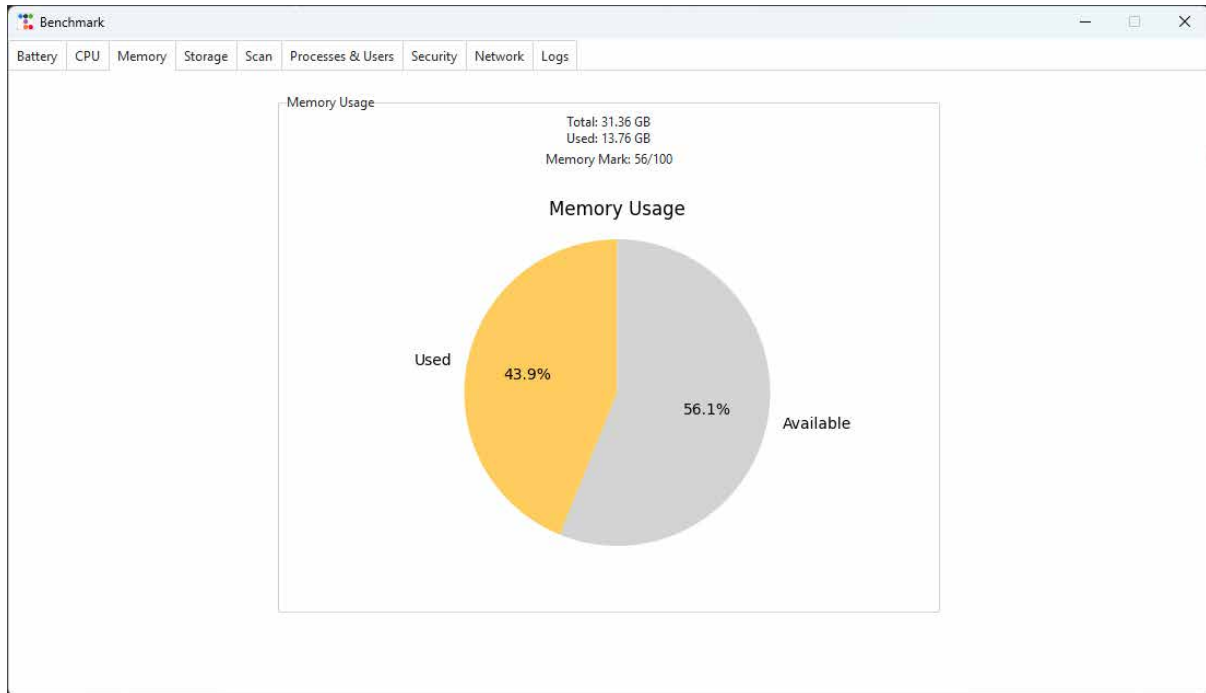 Benchmark
Battery CPU Memory Storage Scan Processes & Users Security Network Logs
Memory Usage
Total: 31.36 GB
Used: 13.76 GB
Memory Mark: 56/100
Memory Usage
Used
43.9%
56.1%
Available